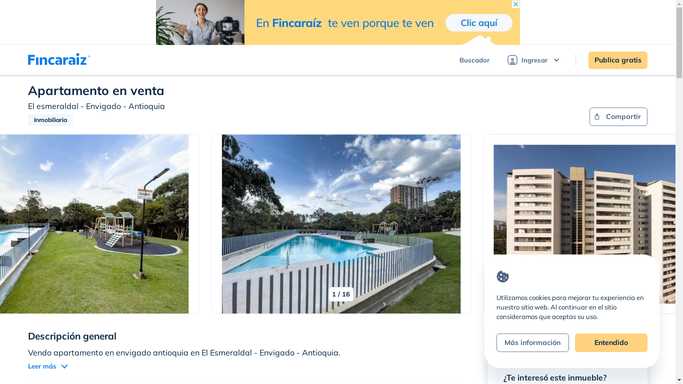 En Fincaraíz te ven porque te ven
Clic aquí
Fincaraiz
Buscador
Ingresar
Publica gratis
Apartamento en venta
El esmeraldal - Envigado - Antioquia
Inmobiliaria
Compartir
1 / 16
Utilizamos cookies para mejorar tu experiencia en
nuestro sitio web. Al continuar en el sitio
consideramos que aceptas su uso.
Más información
Entendido
Descripción general
Vendo apartamento en envigado antioquia en El Esmeraldal - Envigado - Antioquia.
Leer más
¿Te interesó este inmueble?